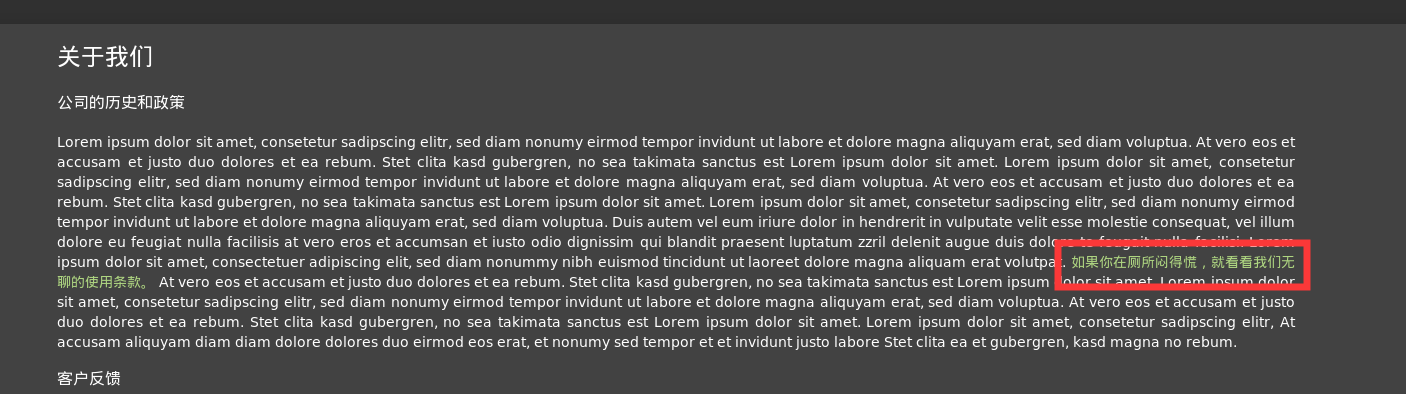 关于我们
公司的历史和政策
Lorem ipsum dolor sit amet, consetetur sadipscing elitr, sed diam nonumy eirmod tempor invidunt ut labore et dolore magna aliquyam erat, sed diam voluptua. At vero eos et
accusam et justo duo dolores et ea rebum. Stet clita kasd gubergren, no sea takimata sanctus est Lorem ipsum dolor sit amet. Lorem ipsum dolor sit amet, consetetur
sadipscing elitr, sed diam nonumy eirmod tempor invidunt ut labore et dolore magna aliquyam erat, sed diam voluptua. At vero eos et accusam et justo duo dolores et ea
rebum. Stet clita kasd gubergren, no sea takimata sanctus est Lorem ipsum dolor sit amet. Lorem ipsum dolor sit amet, consetetur sadipscing elitr, sed diam nonumy eirmod
tempor invidunt ut labore et dolore magna aliquyam erat, sed diam voluptua. Duis autem vel eum iriure dolor in hendrerit in vulputate velit esse molestie consequat, vel illum
dolore eu feugiat nulla facilisis at vero eros et accumsan et iusto odio dignissim qui blandit praesent luptatum zzril delenit augue duis dolore te feugait nulla facilisi. Lorem
ipsum dolor sit amet, consectetuer adipiscing elit, sed diam nonummy nibh euismod tincidunt ut laoreet dolore magna aliquam erat volutpat. 如果你在厕所闷得慌，就看看我们无
聊的使用条款。 At vero eos et accusam et justo duo dolores et ea rebum. Stet clita kasd gubergren, no sea takimata sanctus est Lorem ipsum dolor sit amet. Lorem ipsum dolor
sit amet, consetetur sadipscing elitr, sed diam nonumy eirmod tempor invidunt ut labore et dolore magna aliquyam erat, sed diam voluptua. At vero eos et accusam et justo
duo dolores et ea rebum. Stet clita kasd gubergren, no sea takimata sanctus est Lorem ipsum dolor sit amet. Lorem ipsum dolor sit amet, consetetur sadipscing elitr, At
accusam aliquyam diam diam dolore dolores duo eirmod eos erat, et nonumy sed tempor et et invidunt justo labore Stet clita ea et gubergren, kasd magna no rebum.
客户反馈